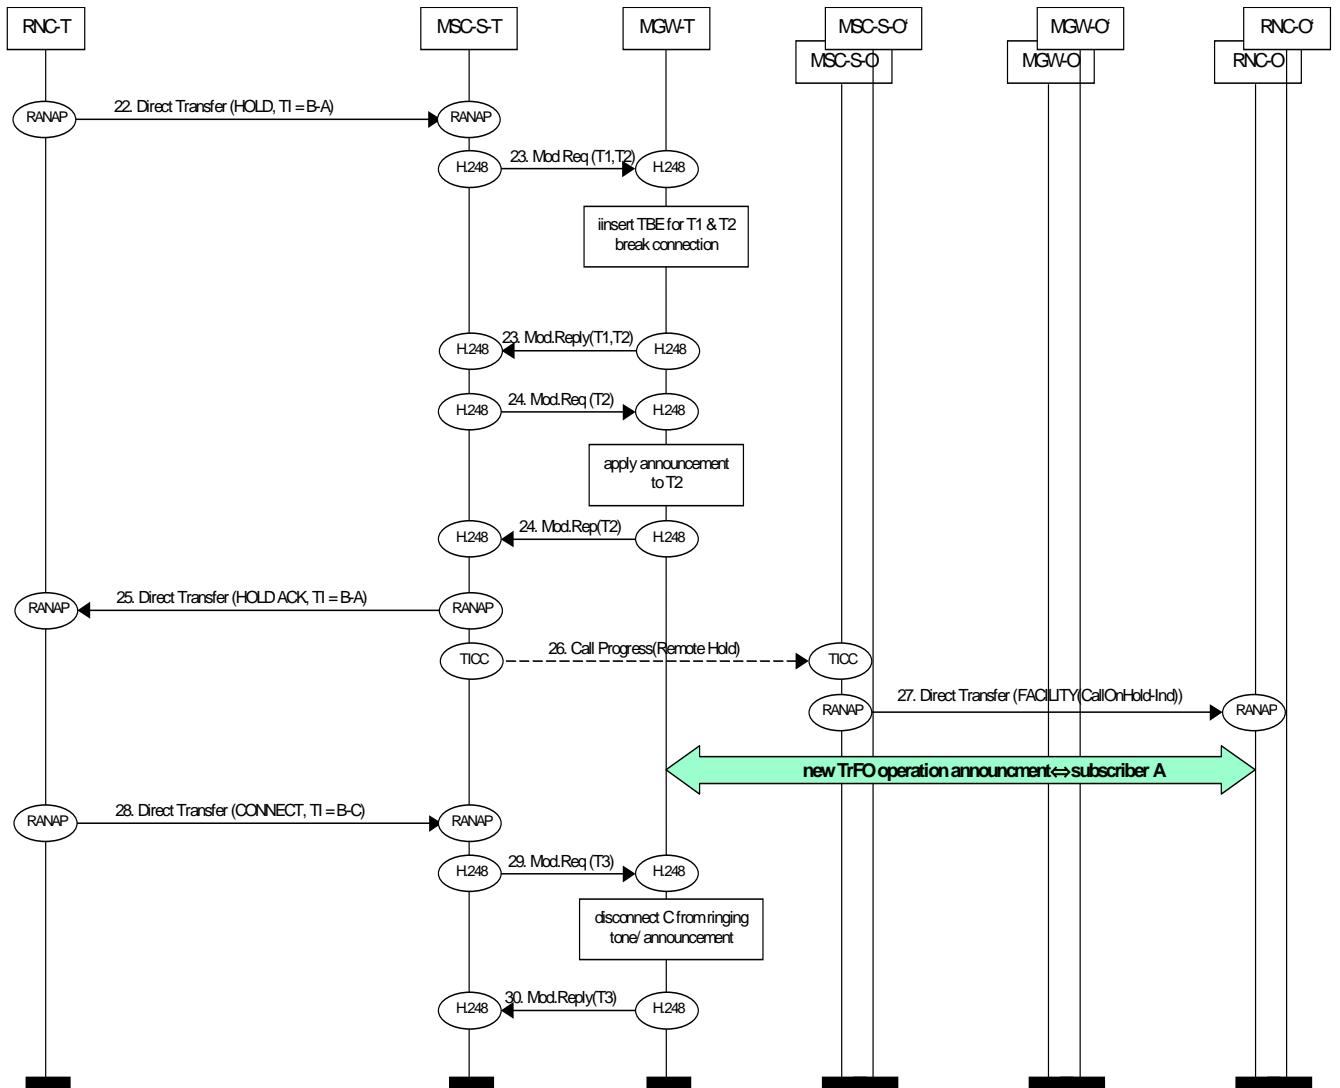 RNC-T
MSC-S-T
MGW-T
MSC-S-O'
MGW-O'
RNC-O'
MSC-S-O
MGW-O
RNC-O
22. Direct Transfer (HOLD, TI = B-A)
RANAP
RANAP
23. Mod Req (T1,T2)
H.248
H.248
iinsert TBE for T1 & T2
break connection
23. Mod.Reply(T1,T2)
H.248
H.248
24. Mod.Req (T2)
H.248
H.248
apply announcement
to T2
24. Mod.Rep(T2)
H.248
H.248
25. Direct Transfer (HOLD ACK, TI = B-A)
RANAP
RANAP
26. Call Progress(Remote Hold)
TICC
TICC
27. Direct Transfer (FACILITY(CallOnHold-Ind))
RANAP
RANAP
new TrFO operation announcment⇔subscriber A
28. Direct Transfer (CONNECT, TI = B-C)
RANAP
RANAP
29. Mod.Req (T3)
H.248
H.248
disconnect C from ringing
tone/ announcement
30. Mod.Reply(T3)
H.248
H.248